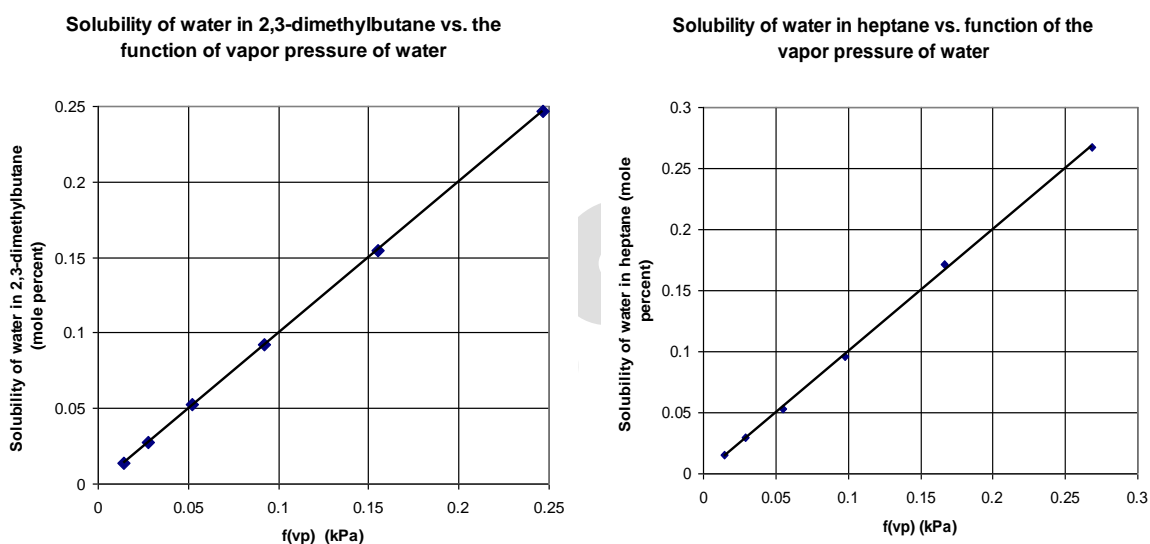 Solubility of water in 2,3-dimethylbutane vs. the
function of vapor pressure of water
0.25
0.2
0.15
0.1
0.05
0
0
0.05
0.1
0.15
0.2
0.25
Solubility of water in 2,3-dimethylbutane
(mole percent)
f(vp) (kPa)
Solubility of water in heptane vs. function of the
vapor pressure of water
0.3
0.25
0.2
0.15
0.1
0.05
0
0
0.05
0.1
0.15
0.2
0.25
0.3
Solubility of water in heptane (mole
percent)
f(vp) (kPa)